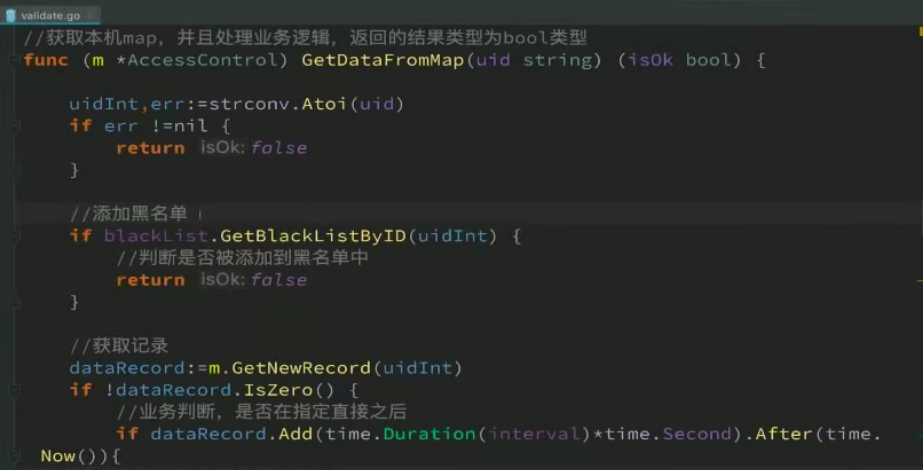 validate.go
//获取本机map，并且处理业务逻辑，返回的结果类型为bool类型
func (m *AccessControl) GetDataFromMap(uid string) (isOk bool) {
uidInt,err:=strconv.Atoi(uid)
if err !=nil {
return isOk: false
}
//添加黑名单
if blackList.GetBlackListByID(uidInt) {
//判断是否被添加到黑名单中
return isOk: false
}
//获取记录
dataRecord:=m.GetNewRecord(uidInt)
if !dataRecord.IsZero() {
//业务判断，是否在指定直接之后
if dataRecord.Add(time.Duration(interval)*time.Second).After(time.
Now()){